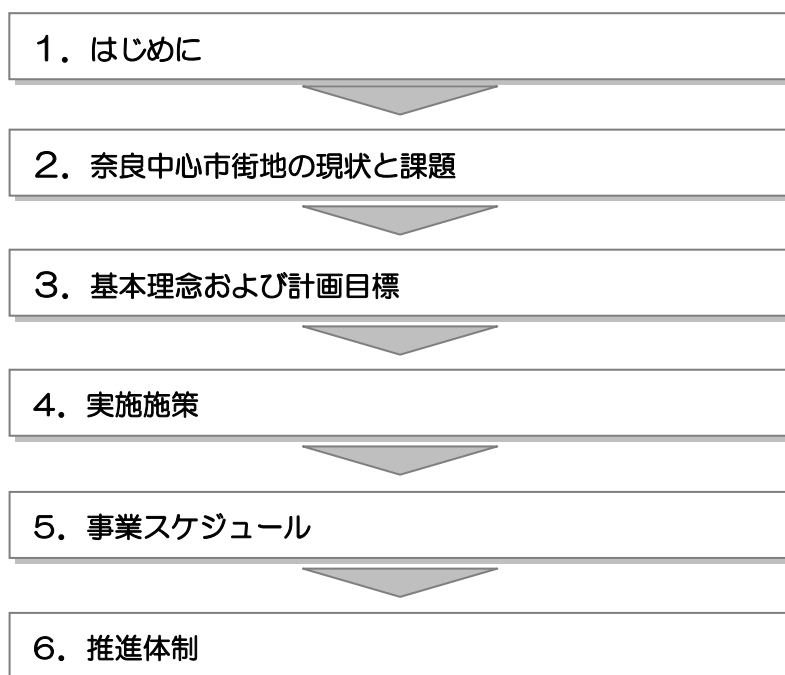 １．はじめに
２．奈良中心市街地の現状と課題
３．基本理念および計画目標
４．実施施策
５．事業スケジュール
６．推進体制